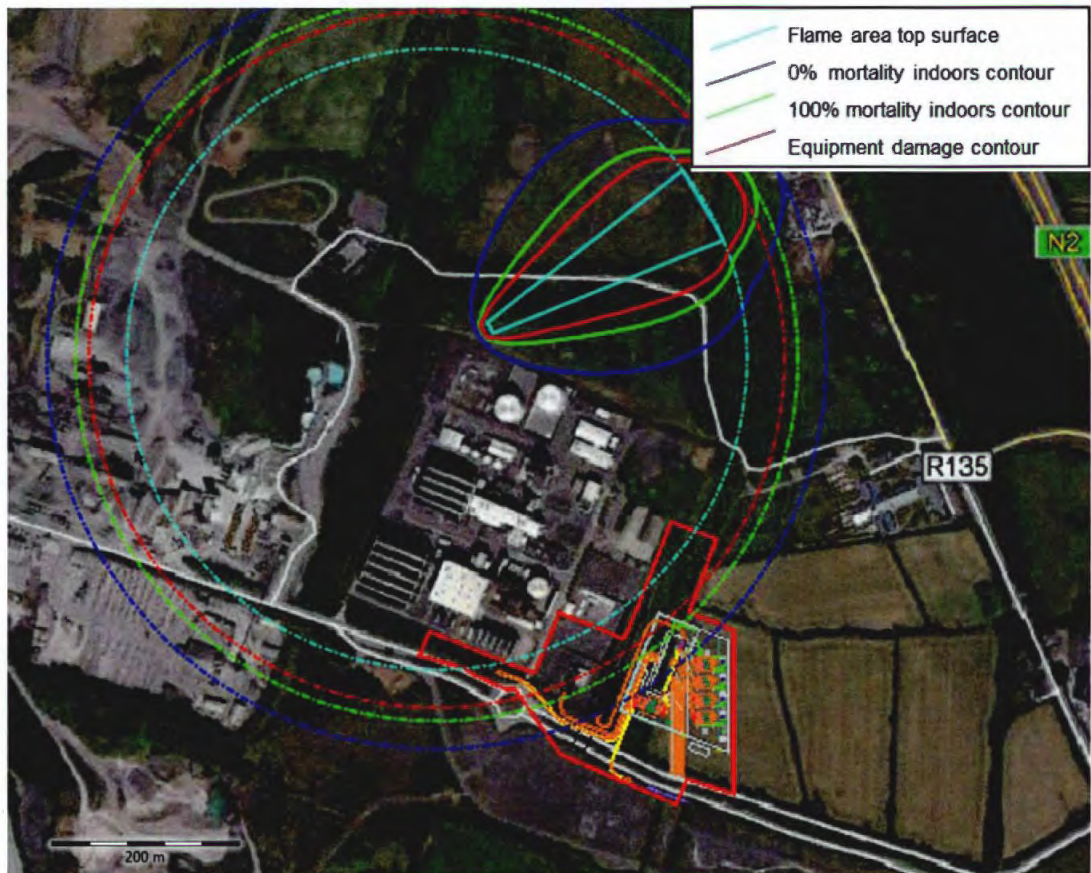 Flame area top surface
0% mortality indoors contour
100% mortality indoors contour
Equipment damage contour
N2
R135
200 m